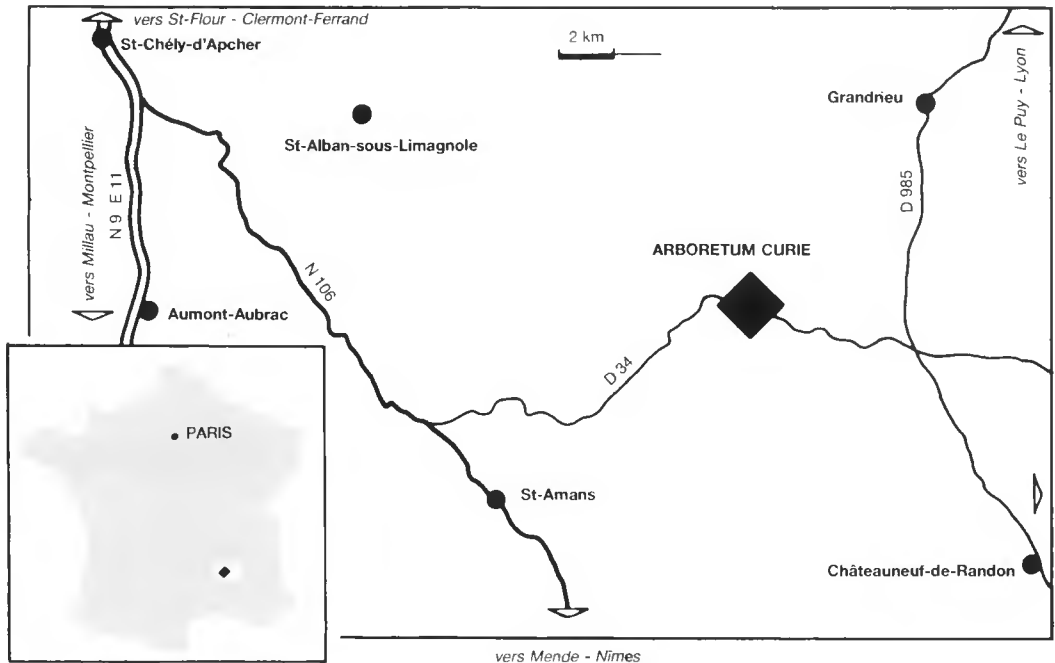 vers St-Flour - Clermont-Ferrand
St-Chély-d'Apcher
2 km
vers Le Puy - Lyon
Grandrieu
St-Alban-sous-Limagnole
vers Millau - Montpellier
N 9 E 11
D 985
ARBORETUM CURIE
N 106
Aumont-Aubrac
D 34
PARIS
St-Amans
Châteauneuf-de-Randon
vers Mende - Nîmes